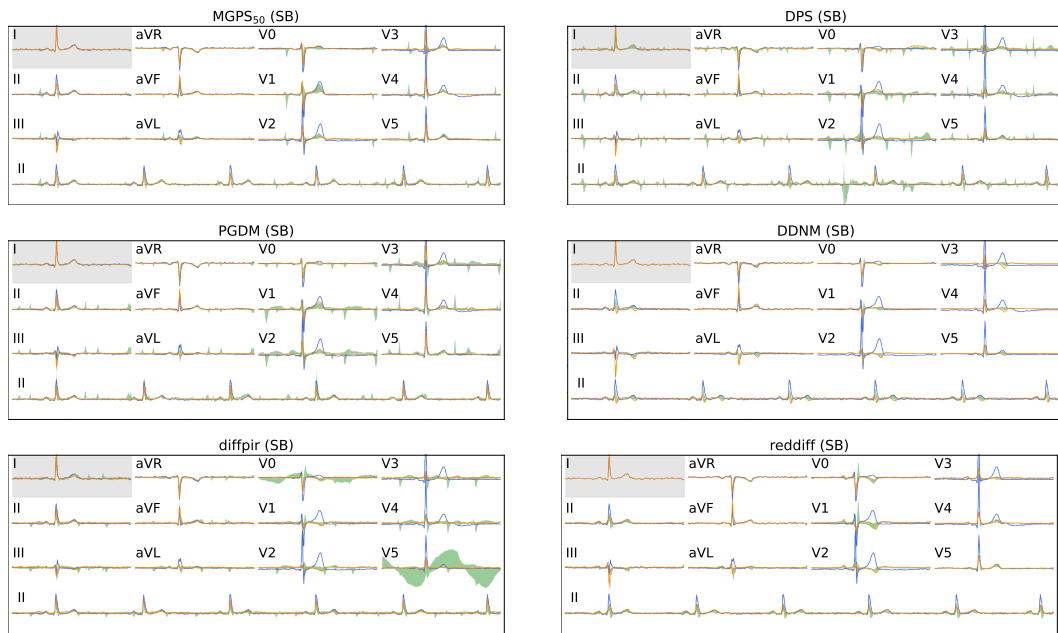 MGPS₅₀ (SB)
I aVR V0 V3
II aVF V1 V4
III aVL V2 V5
II
DPS (SB)
I aVR V0 V3
II aVF V1 V4
III aVL V2 V5
II
PGDM (SB)
I aVR V0 V3
II aVF V1 V4
III aVL V2 V5
II
DDNM (SB)
I aVR V0 V3
II aVF V1 V4
III aVL V2 V5
II
diffpir (SB)
I aVR V0 V3
II aVF V1 V4
III aVL V2 V5
II
reddiff (SB)
I aVR V0 V3
II aVF V1 V4
III aVL V2 V5
II